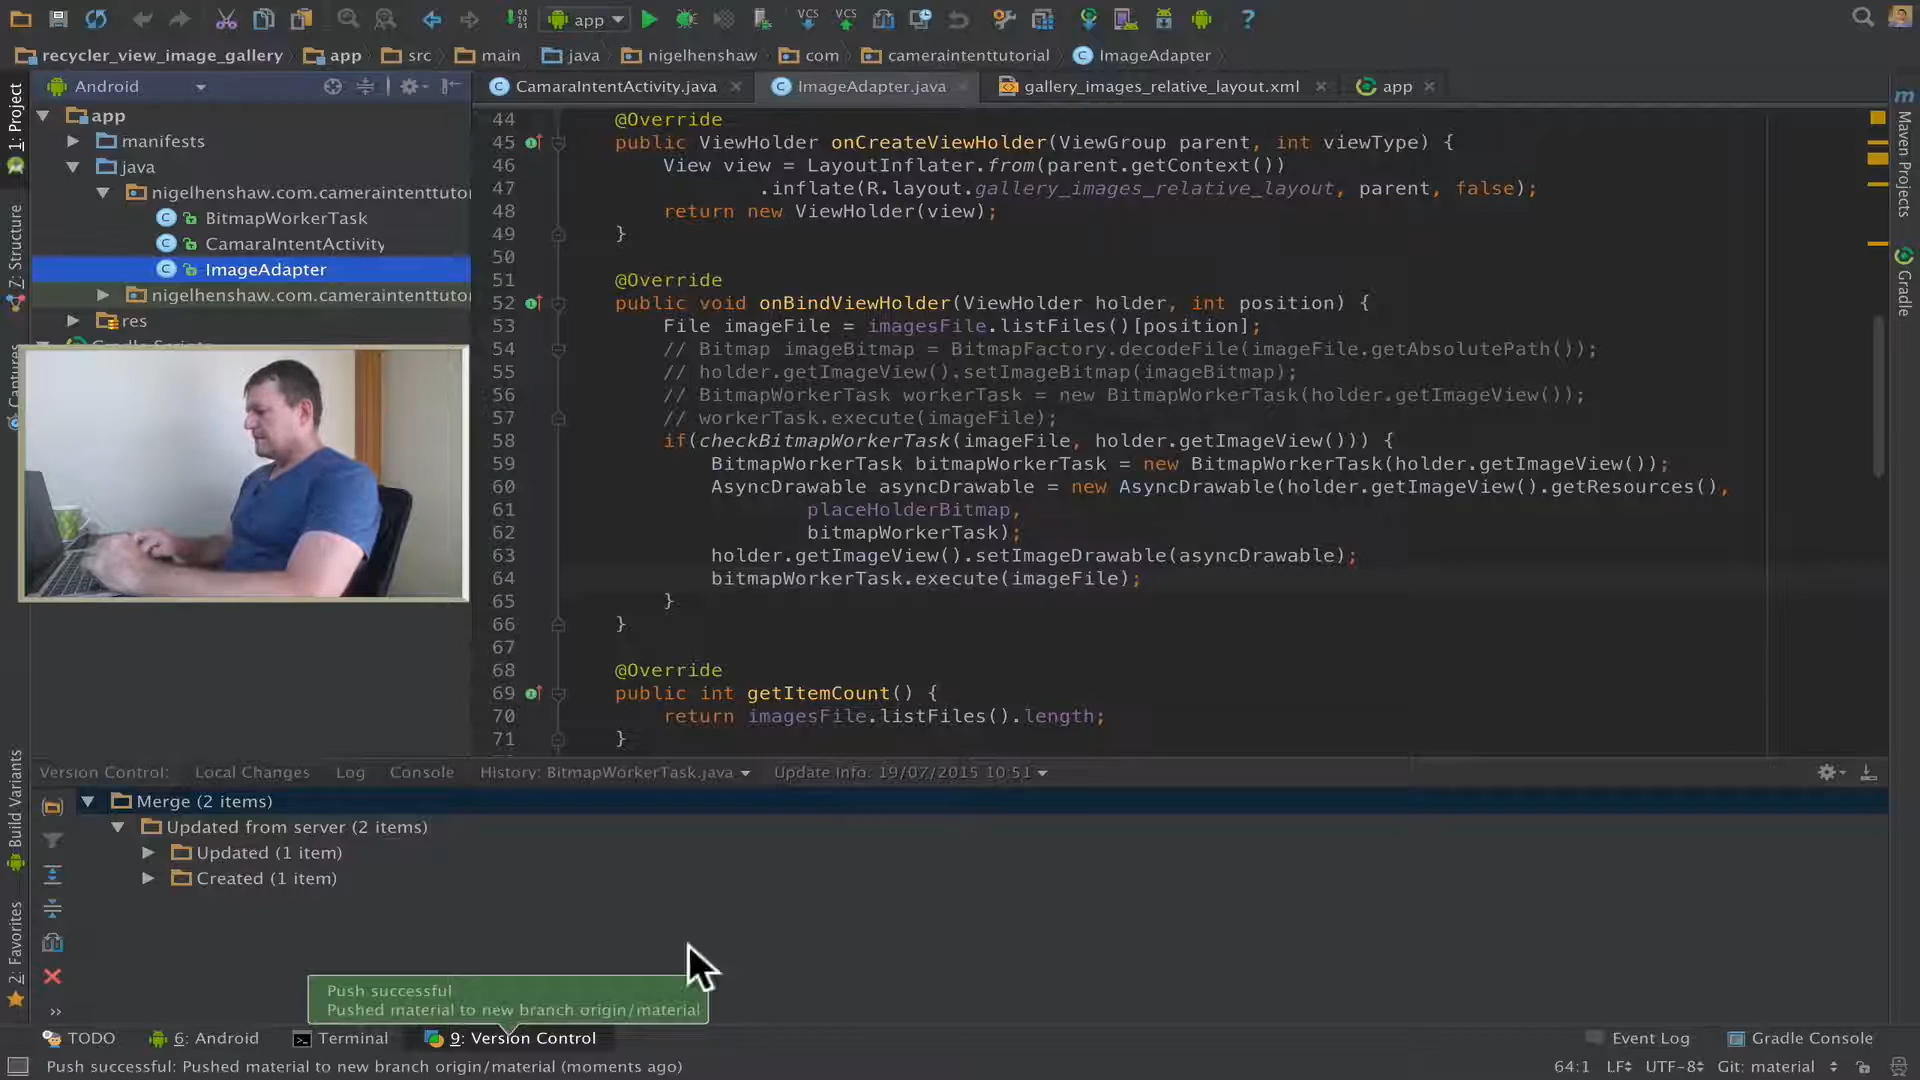 app
recycler_view_image_gallery
app
src
main
java
nigelhenshaw
com
cameraintenttutorial
ImageAdapter
1: Project
7: Structure
Captures
Build Variants
2: Favorites
Android
CamaraIntentActivity.java
ImageAdapter.java
gallery_images_relative_layout.xml
app
app
manifests
java
nigelhenshaw.com.cameraintenttutor
BitmapWorkerTask
CamaraIntentActivity
ImageAdapter
nigelhenshaw.com.cameraintenttutor
res
44 @Override
45 public ViewHolder onCreateViewHolder(ViewGroup parent, int viewType) {
46 View view = LayoutInflater.from(parent.getContext())
47 .inflate(R.layout.gallery_images_relative_layout, parent, false);
48 return new ViewHolder(view);
49 }
50
51 @Override
52 public void onBindViewHolder(ViewHolder holder, int position) {
53 File imageFile = imagesFile.listFiles()[position];
54 // Bitmap imageBitmap = BitmapFactory.decodeFile(imageFile.getAbsolutePath());
55 // holder.getImageView().setImageBitmap(imageBitmap);
56 // BitmapWorkerTask workerTask = new BitmapWorkerTask(holder.getImageView());
57 // workerTask.execute(imageFile);
58 if(checkBitmapWorkerTask(imageFile, holder.getImageView())) {
59 BitmapWorkerTask bitmapWorkerTask = new BitmapWorkerTask(holder.getImageView());
60 AsyncDrawable asyncDrawable = new AsyncDrawable(holder.getImageView().getResources(),
61 placeHolderBitmap,
62 bitmapWorkerTask);
63 holder.getImageView().setImageDrawable(asyncDrawable);
64 bitmapWorkerTask.execute(imageFile);
65 }
66 }
67
68 @Override
69 public int getItemCount() {
70 return imagesFile.listFiles().length;
71 }
Maven Projects
Gradle
Version Control:
Local Changes
Log
Console
History: BitmapWorkerTask.java
Update Info: 19/07/2015 10:51
Merge (2 items)
Updated from server (2 items)
Updated (1 item)
Created (1 item)
Push successful
Pushed material to new branch origin/material
TODO
6: Android
Terminal
9: Version Control
Event Log
Gradle Console
Push successful: Pushed material to new branch origin/material (moments ago)
64:1
LF
UTF-8
Git: material